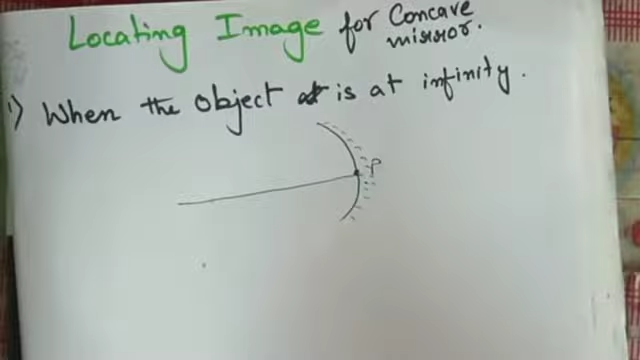 Locating Image for Concave
mirror.
1) When the object is at infinity.
P